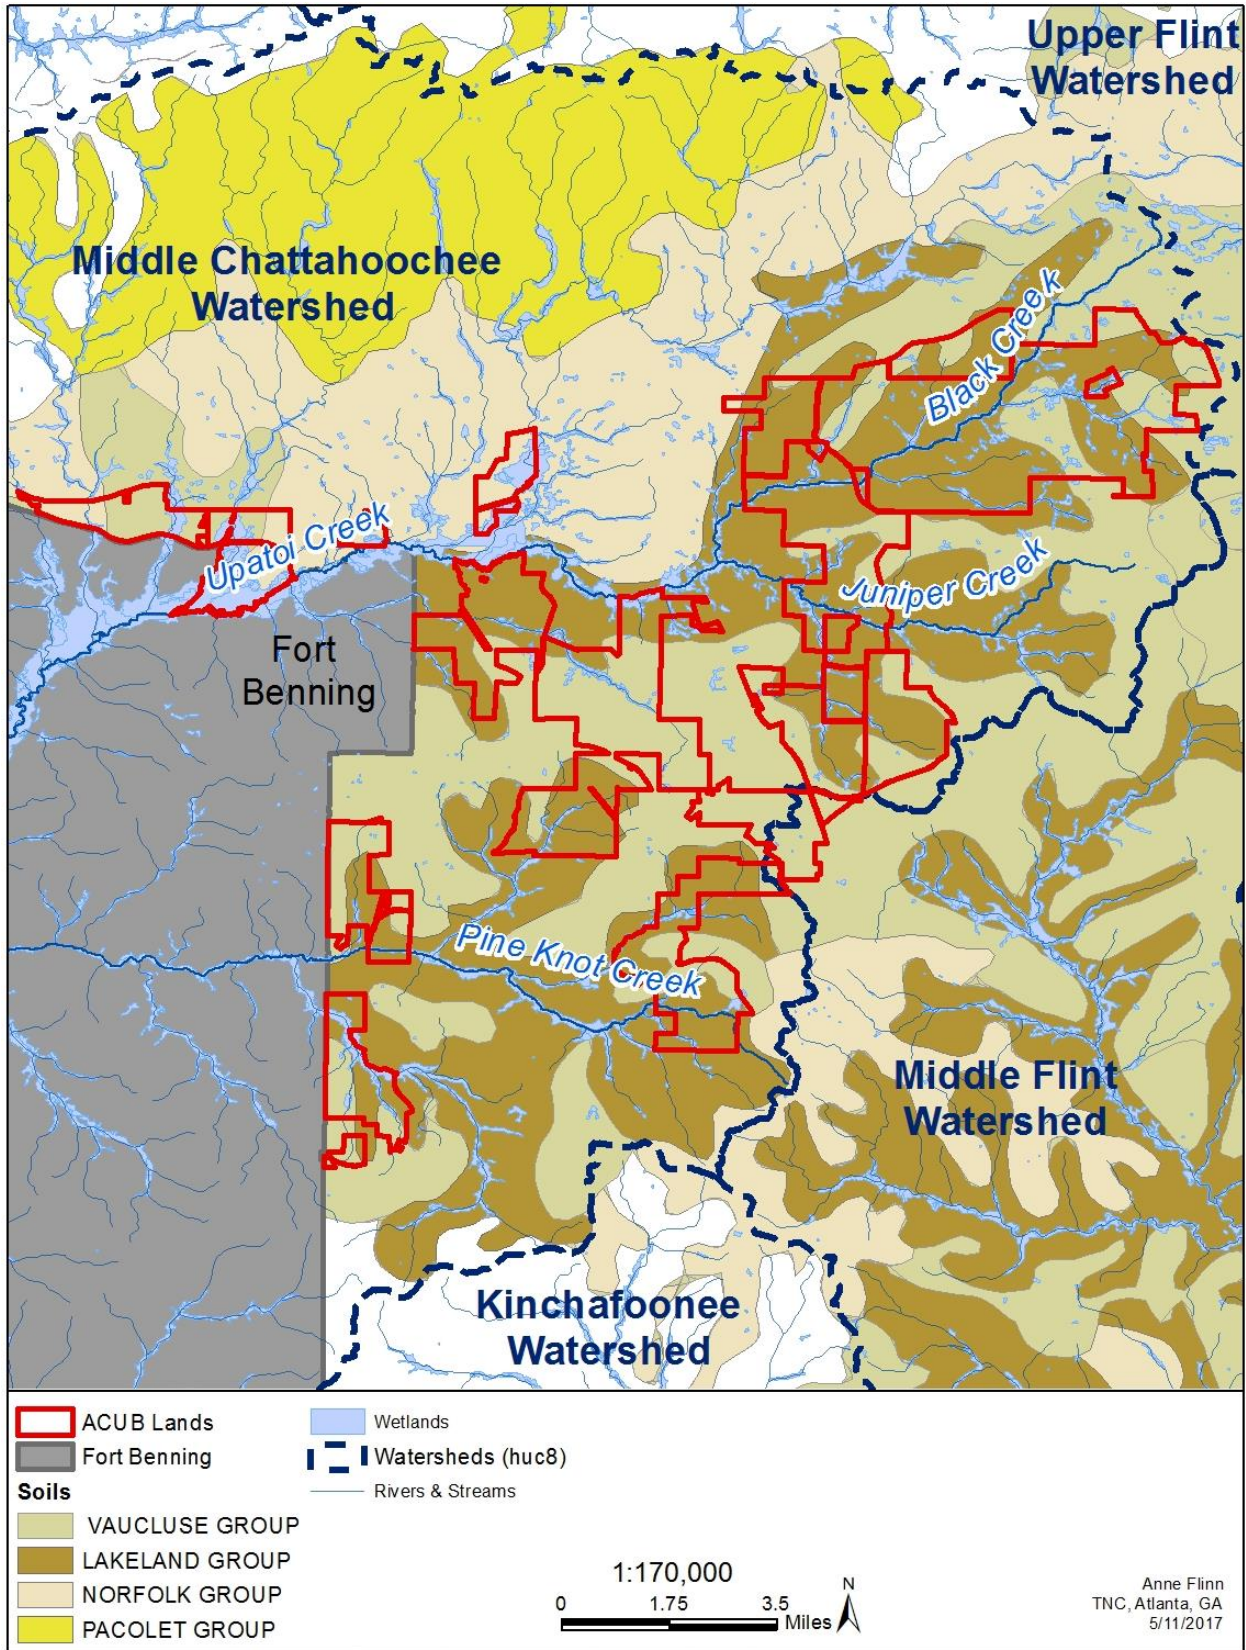 Upper Flint
Watershed
Middle Chattahoochee
Watershed
Black Creek
Upatoi Creek
Juniper Creek
Fort
Benning
Pine Knot Creek
Middle Flint
Watershed
Kinchafoonee
Watershed
ACUB Lands
Fort Benning
Soils
VAUCLUSE GROUP
LAKELAND GROUP
NORFOLK GROUP
PACOLET GROUP
Wetlands
Watersheds (huc8)
Rivers & Streams
1:170,000
0 1.75 3.5
Miles
N
Anne Flinn
TNC, Atlanta, GA
5/11/2017